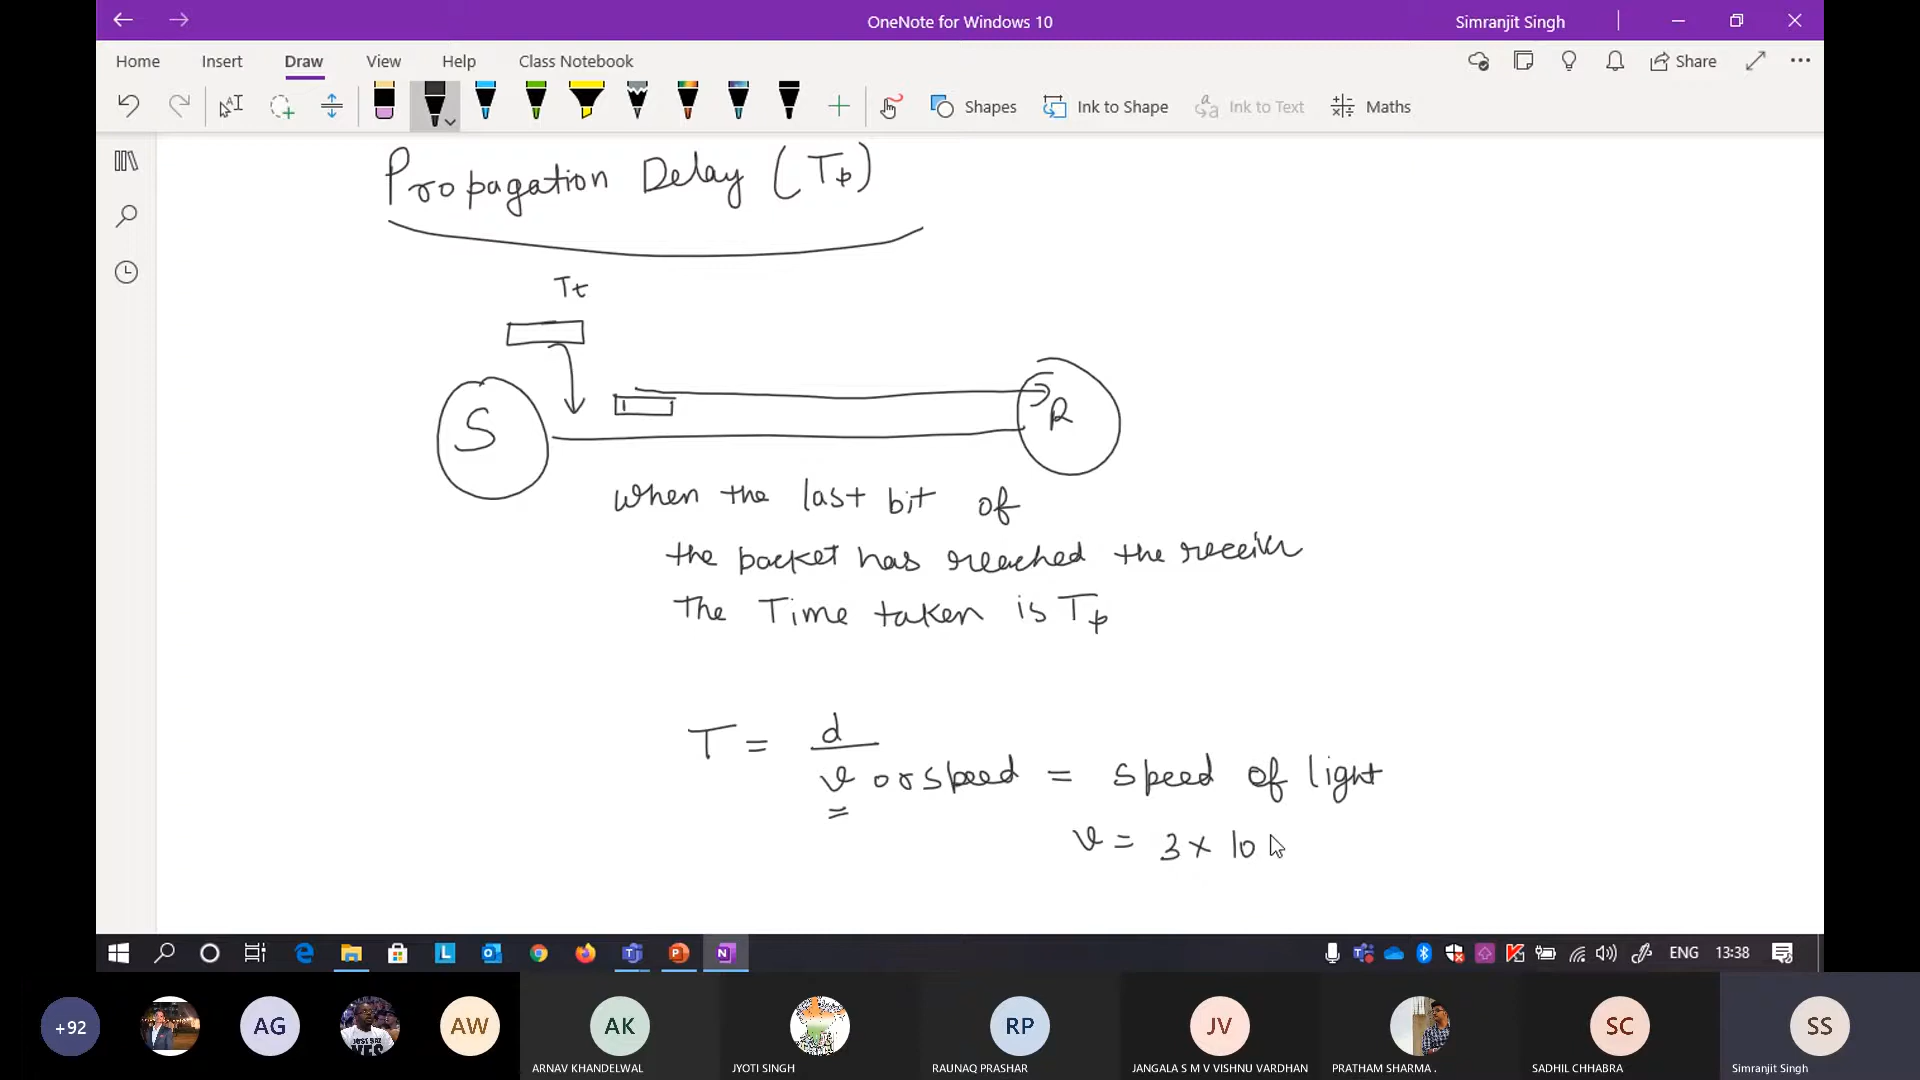 OneNote for Windows 10
Simranjit Singh
Home Insert Draw View Help Class Notebook
Share
Shapes Ink to Shape Ink to Text Maths
Propagation Delay (Tp)
Tt
S
R
when the last bit of
the packet has reached the
The Time taken is Tp
T = d
v or speed = speed of light
v = 3 x 10
ENG 13:38
+92
AG
AW
AK
RP
JV
SC
SS
ARNAV KHANDELWAL
JYOTI SINGH
RAUNAQ PRASHAR
JANGALA S M V VISHNU VARDHAN
PRATHAM SHARMA .
SADHIL CHHABRA
Simranjit Singh